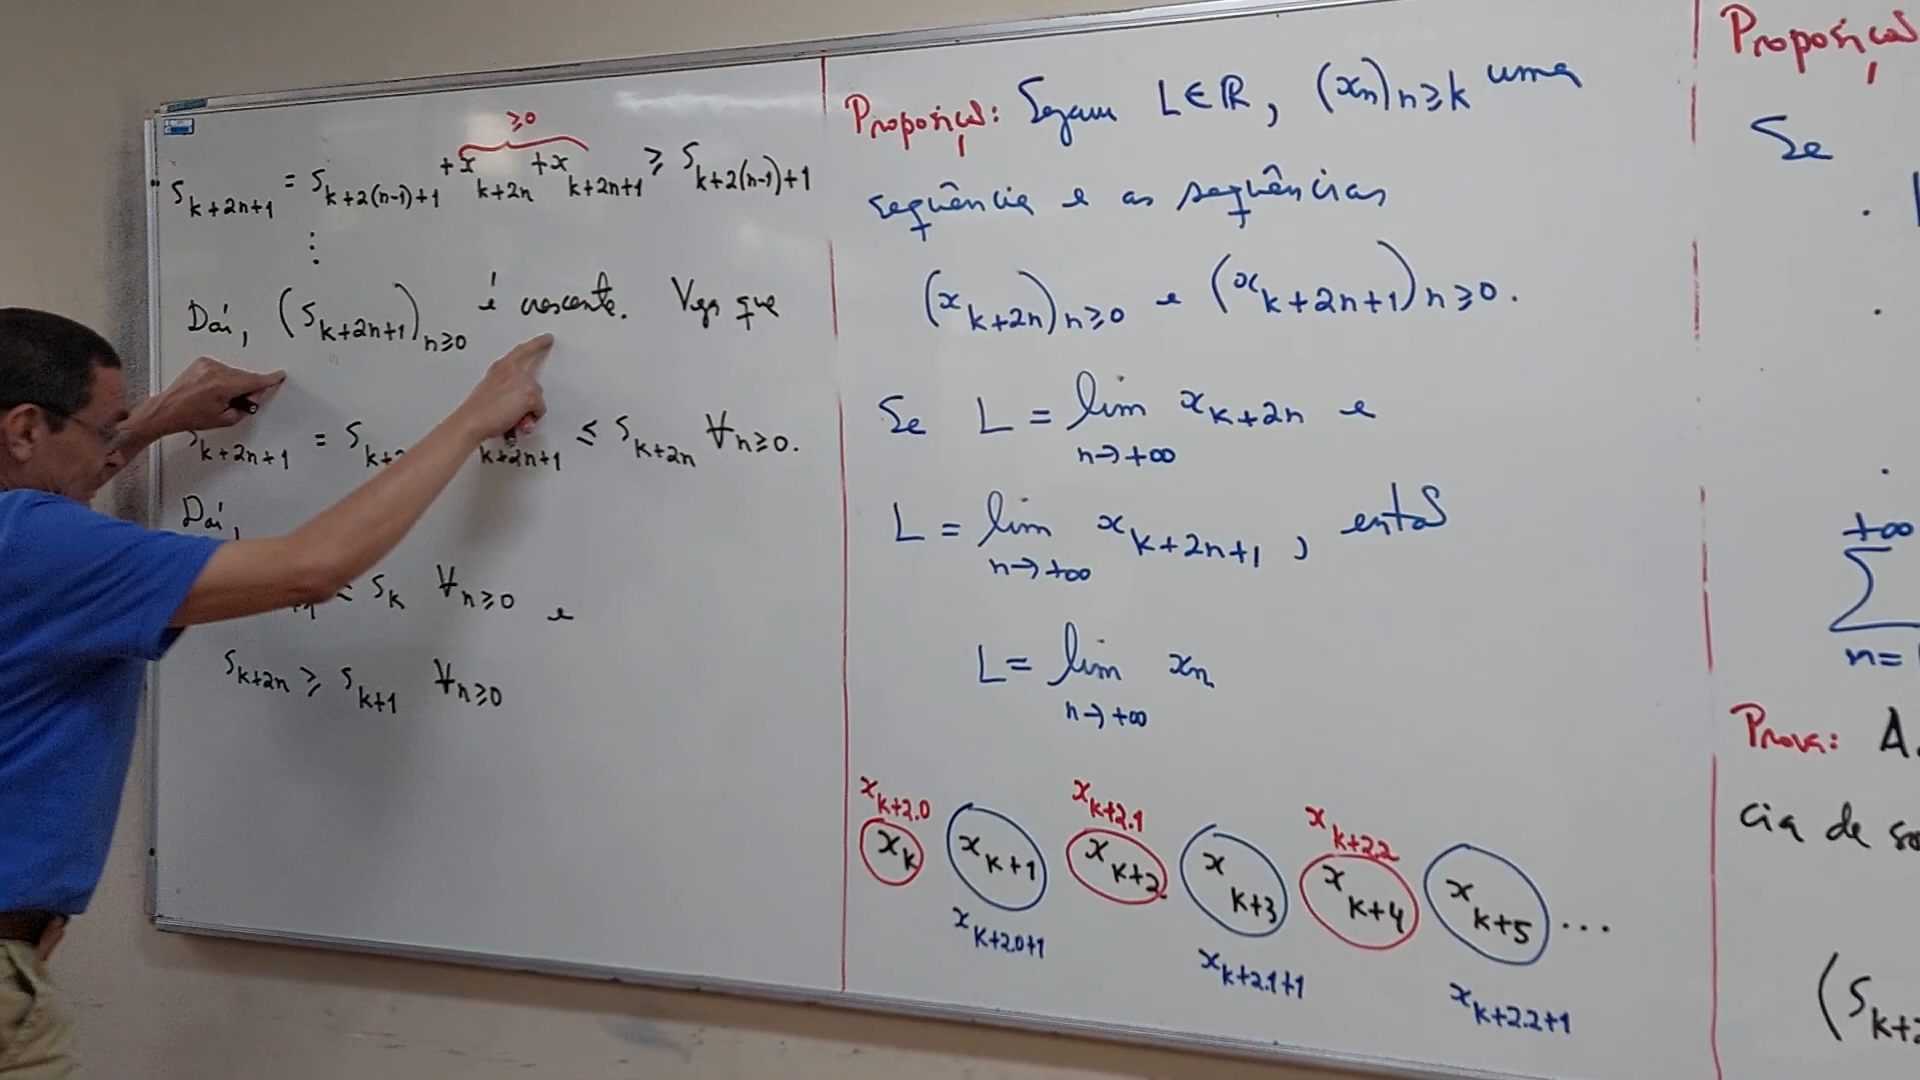 ≥0
S_{k+2n+1} = S_{k+2(n-1)+1} + x_{k+2n} + x_{k+2n+1} ≥ S_{k+2(n-1)+1}
⋮
Daí, (S_{k+2n+1})_{n≥0} é crescente. Veja que
S_{k+2n+1} = S_{k+2 x_{k+2n+1} ≤ S_{k+2n} ∀n≥0.
Daí,
≤ S_k ∀n≥0 e
S_{k+2n} ≥ S_{k+1} ∀n≥0
Proposição: Sejam L∈ℝ, (x_n)_{n≥k} uma
seqüência e as seqüências
(x_{k+2n})_{n≥0} e (x_{k+2n+1})_{n≥0}.
Se L = lim_{n→+∞} x_{k+2n} e
L = lim_{n→+∞} x_{k+2n+1}, então
L = lim_{n→+∞} x_n
x_{k+2.0} x_{k+2.1} x_{k+2.2}
x_k x_{k+1} x_{k+2} x_{k+3} x_{k+4} x_{k+5} ...
x_{k+2.0+1} x_{k+2.1+1} x_{k+2.2+1}
Proposição
Se
+∞
∑
n=
Prova: A
cia de so
(S_{k+2